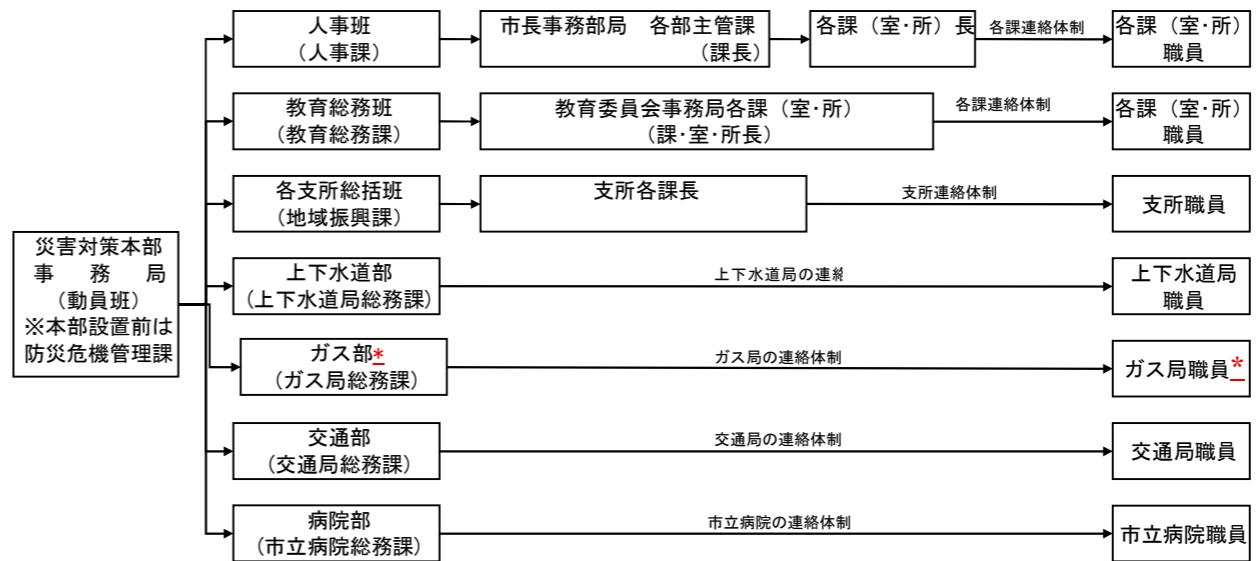 人事班
（人事課）
市長事務部局　各部主管課
（課長）
各課（室・所）長
各課連絡体制
各課（室・所）
職員
教育総務班
（教育総務課）
教育委員会事務局各課（室・所）
（課・室・所長）
各課連絡体制
各課（室・所）
職員
各支所総括班
（地域振興課）
支所各課長
支所連絡体制
支所職員
災害対策本部
事　務　局
（動員班）
※本部設置前は
防災危機管理課
上下水道部
（上下水道局総務課）
上下水道局の連絡
上下水道局
職員
ガス部*
（ガス局総務課）
ガス局の連絡体制
ガス局職員*
交通部
（交通局総務課）
交通局の連絡体制
交通局職員
病院部
（市立病院総務課）
市立病院の連絡体制
市立病院職員